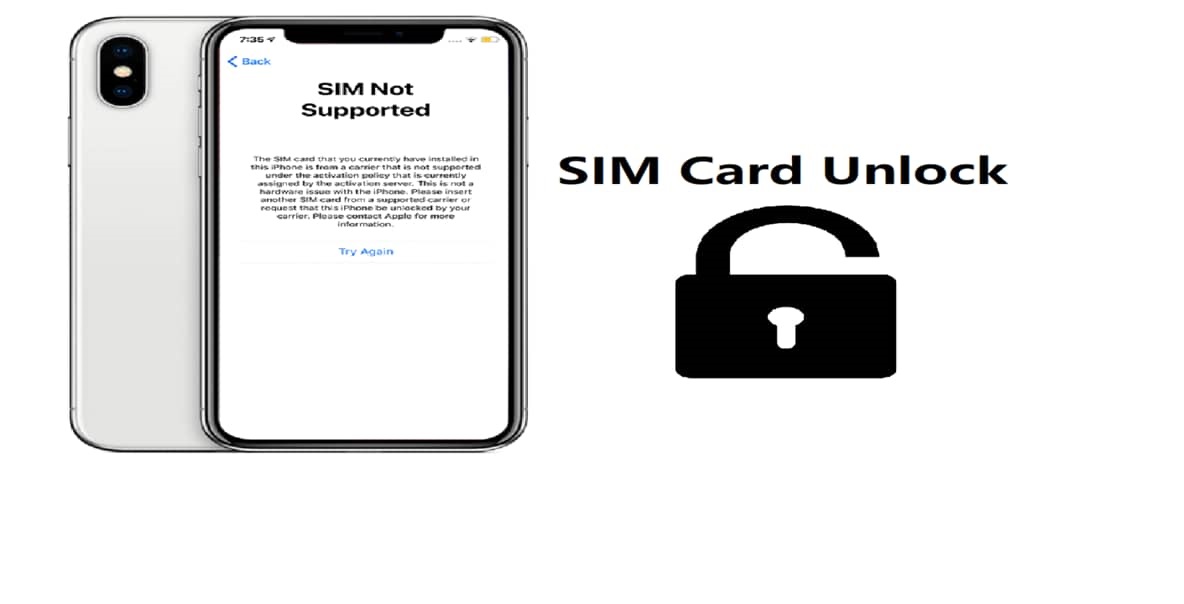 7:35
Back
SIM Not
Supported
The SIM card that you currently have installed in
this iPhone is from a carrier that is not supported
under the activation policy that is currently
assigned by the activation server. This is not a
hardware issue with the iPhone. Please insert
another SIM card from a supported carrier or
request that this iPhone be unlocked by your
carrier. Please contact Apple for more
information.
Try Again
SIM Card Unlock